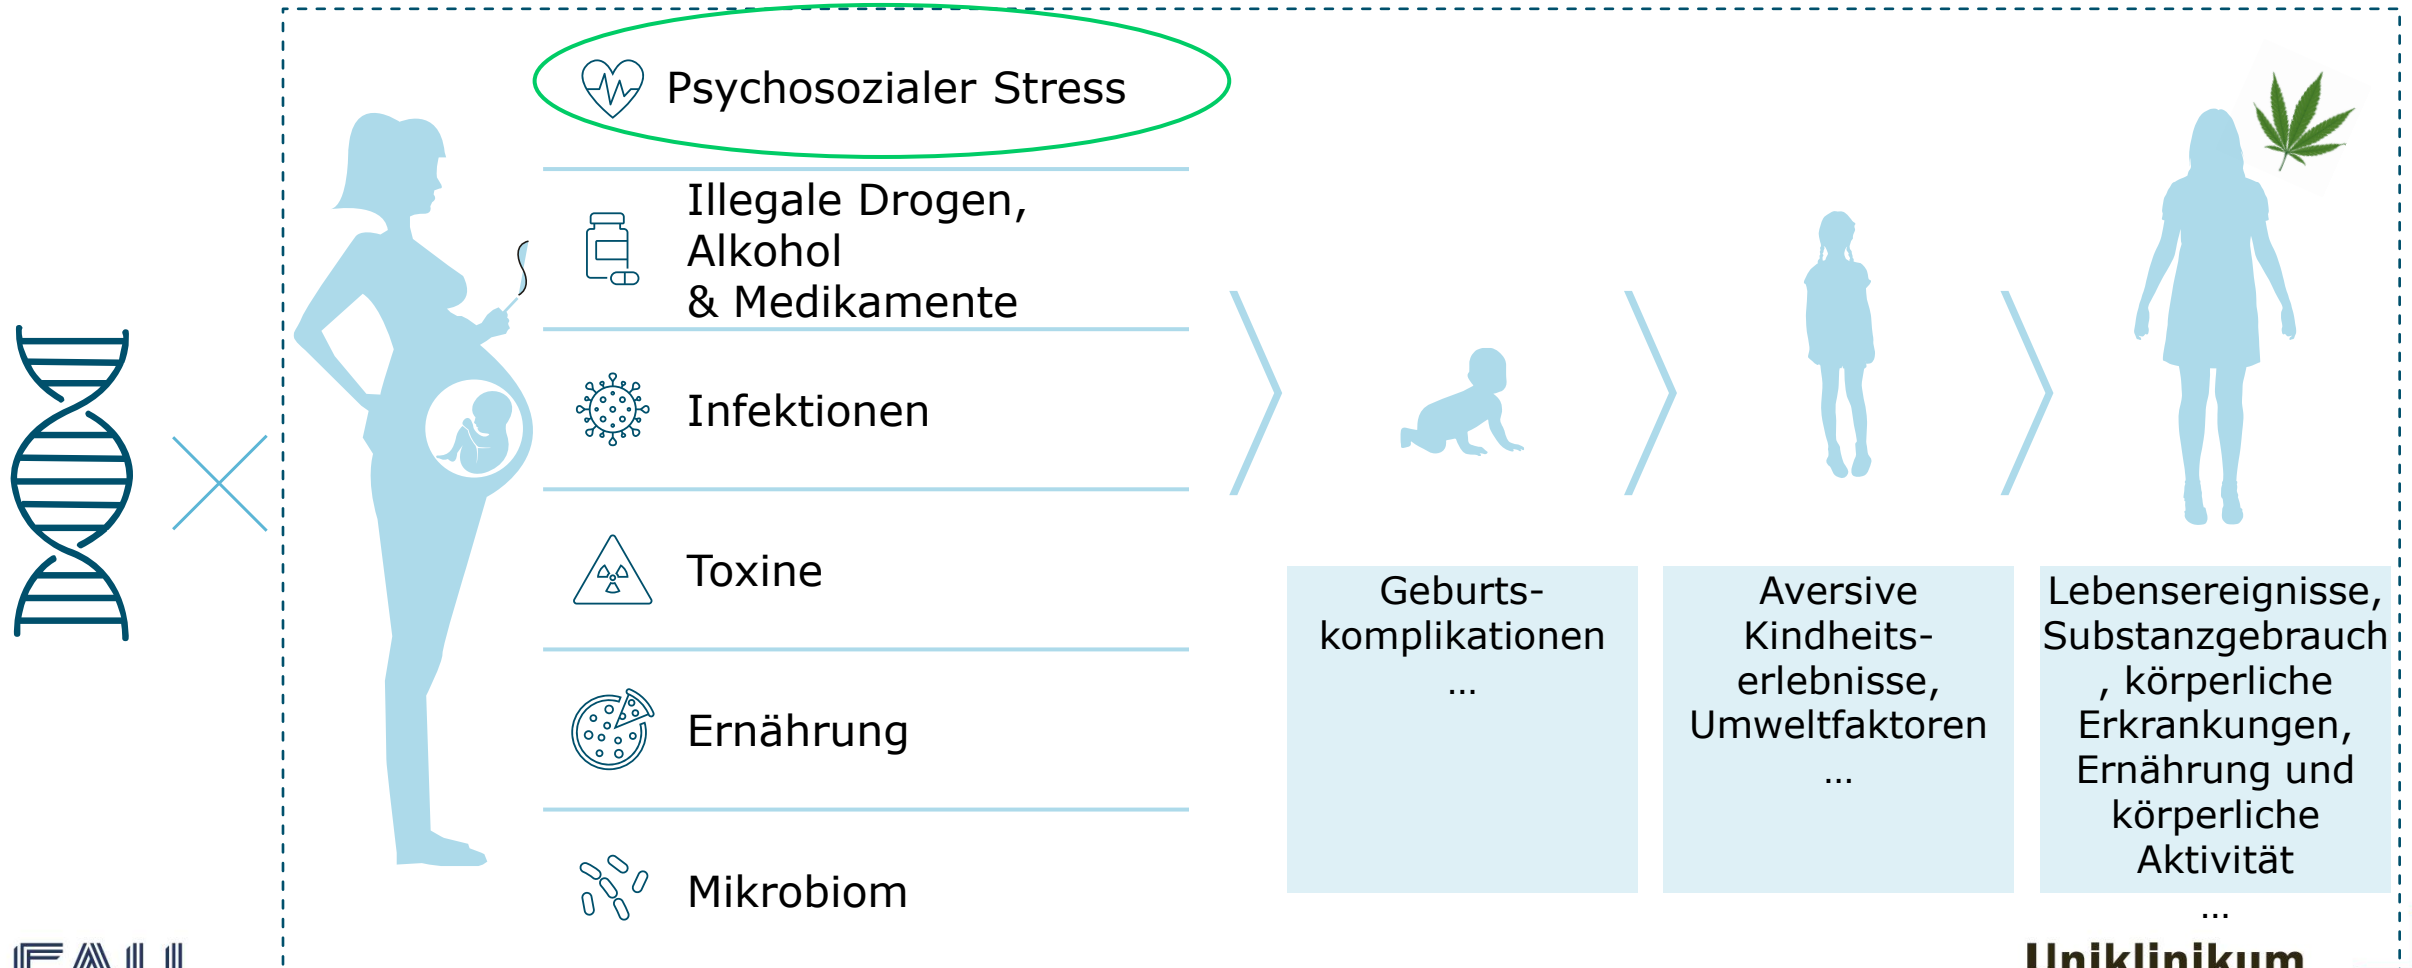 Psychosozialer Stress
Illegale Drogen,
Alkohol
& Medikamente
Infektionen
Toxine
Ernährung
Mikrobiom
Geburts-
komplikationen
...
Aversive
Kindheits-
erlebnisse,
Umweltfaktoren
...
Lebensereignisse,
Substanzgebrauch
, körperliche
Erkrankungen,
Ernährung und
körperliche
Aktivität
...
FAU
Uniklinikum